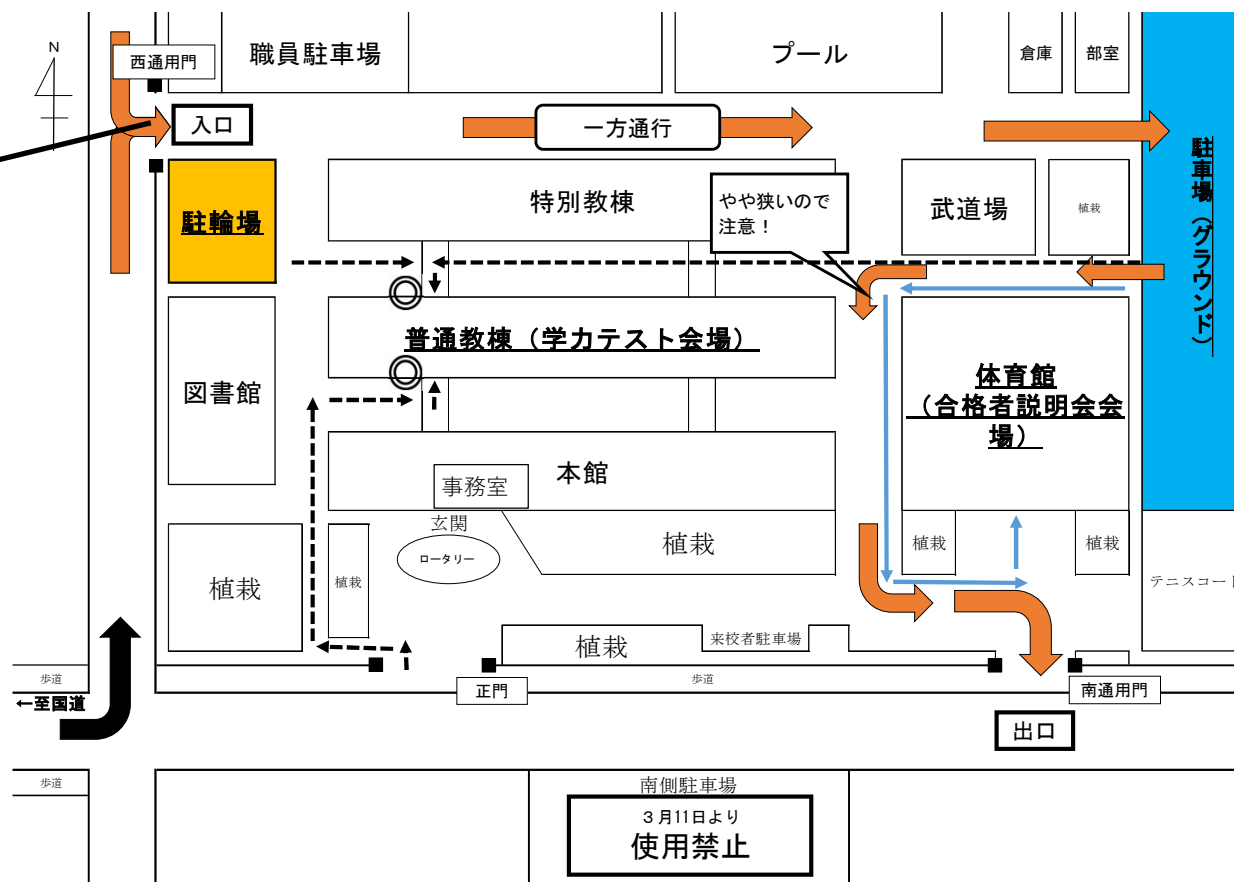 N
西通用門
職員駐車場
プール
倉庫
部室
入口
一方通行
駐車場（グラウンド）
駐輪場
特別教棟
やや狭いので
注意！
武道場
植栽
普通教棟（学力テスト会場）
図書館
体育館
（合格者説明会会
場）
本館
事務室
玄関
ロータリー
植栽
植栽
植栽
植栽
植栽
テニスコート
植栽
来校者駐車場
歩道
←至国道
正門
歩道
南通用門
出口
歩道
南側駐車場
３月11日より
使用禁止